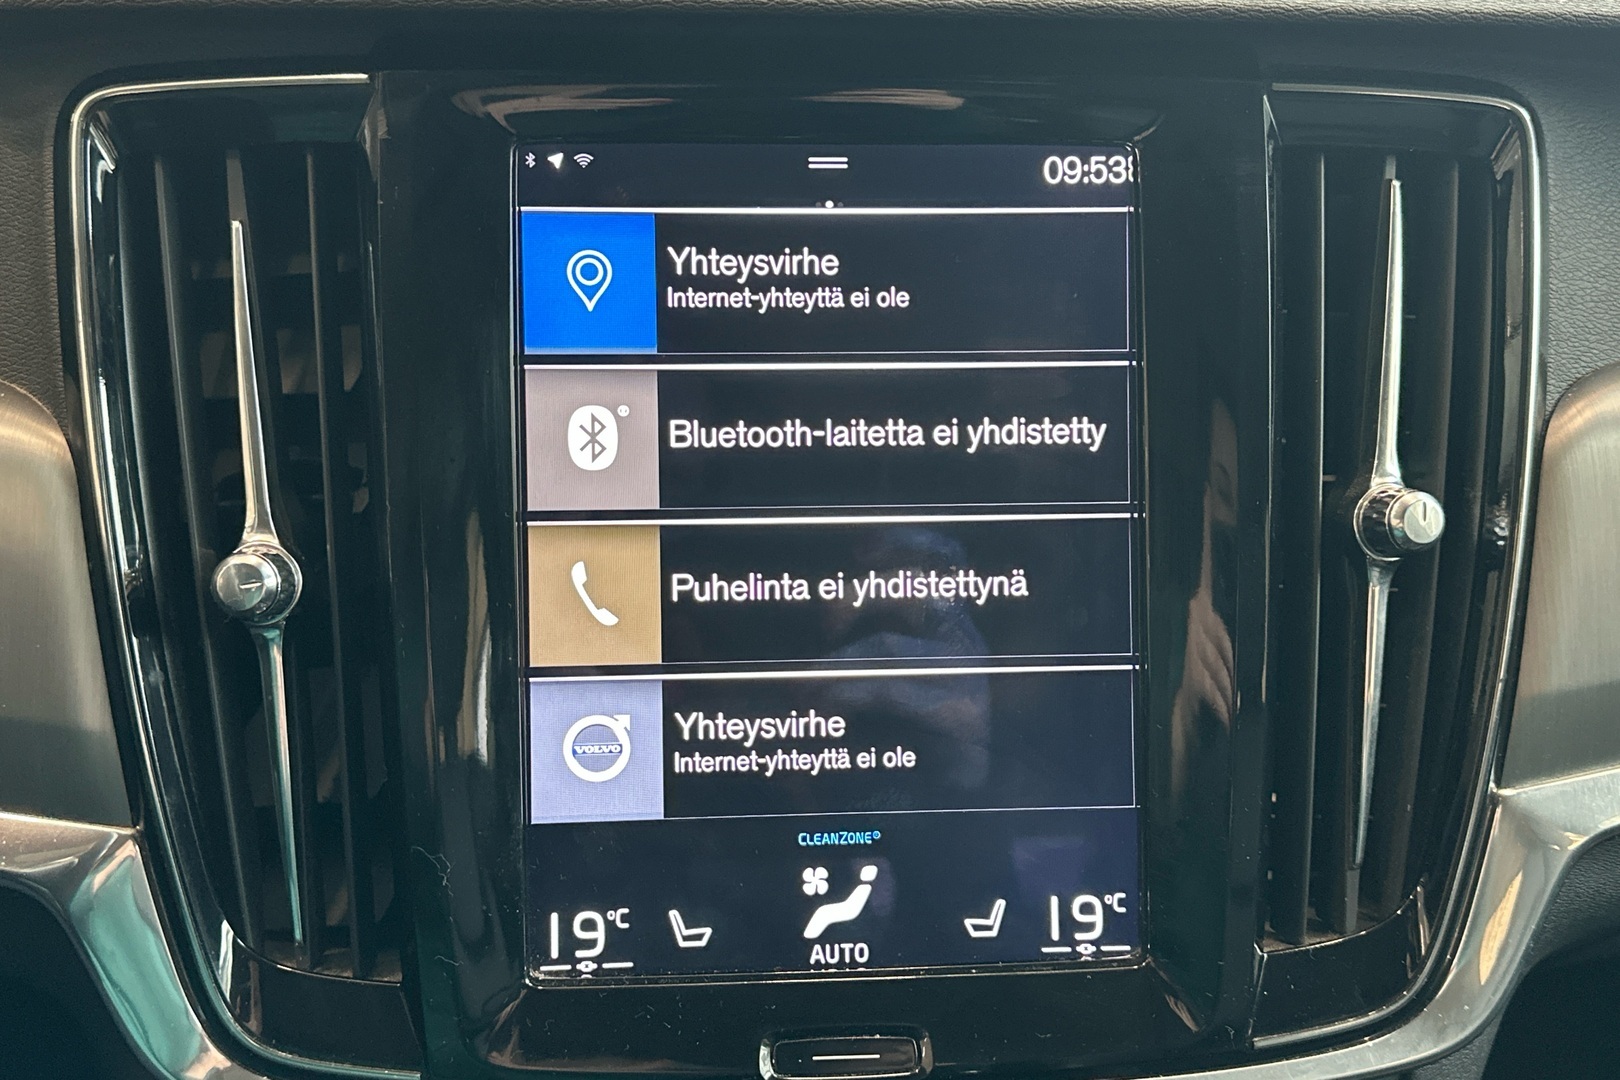 09:53
Yhteysvirhe
Internet-yhteyttä ei ole
Bluetooth-laitetta ei yhdistetty
Puhelinta ei yhdistettynä
VOLVO
Yhteysvirhe
Internet-yhteyttä ei ole
CLEANZONE®
19°C
AUTO
19°C